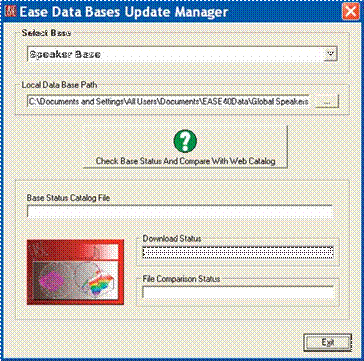 Ease Data Bases Update Manager
Select Base
Speaker Base
Local Data Base Path
C:\Documents and Settings\All Users\Documents\EASE40Data\Global Speakers
...
Check Base Status And Compare With Web Catalog
Base Status Catalog File
Download Status
File Comparison Status
Exit